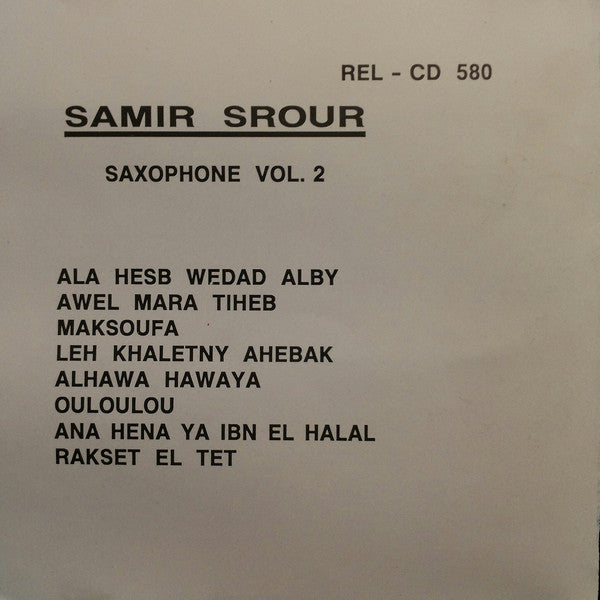 REL - CD 580
SAMIR SROUR
SAXOPHONE VOL. 2
ALA HESB WEDAD ALBY
AWEL MARA TIHEB
MAKSOUFA
LEH KHALETNY AHEBAK
ALHAWA HAWAYA
OULOULOU
ANA HENA YA IBN EL HALAL
RAKSET EL TET